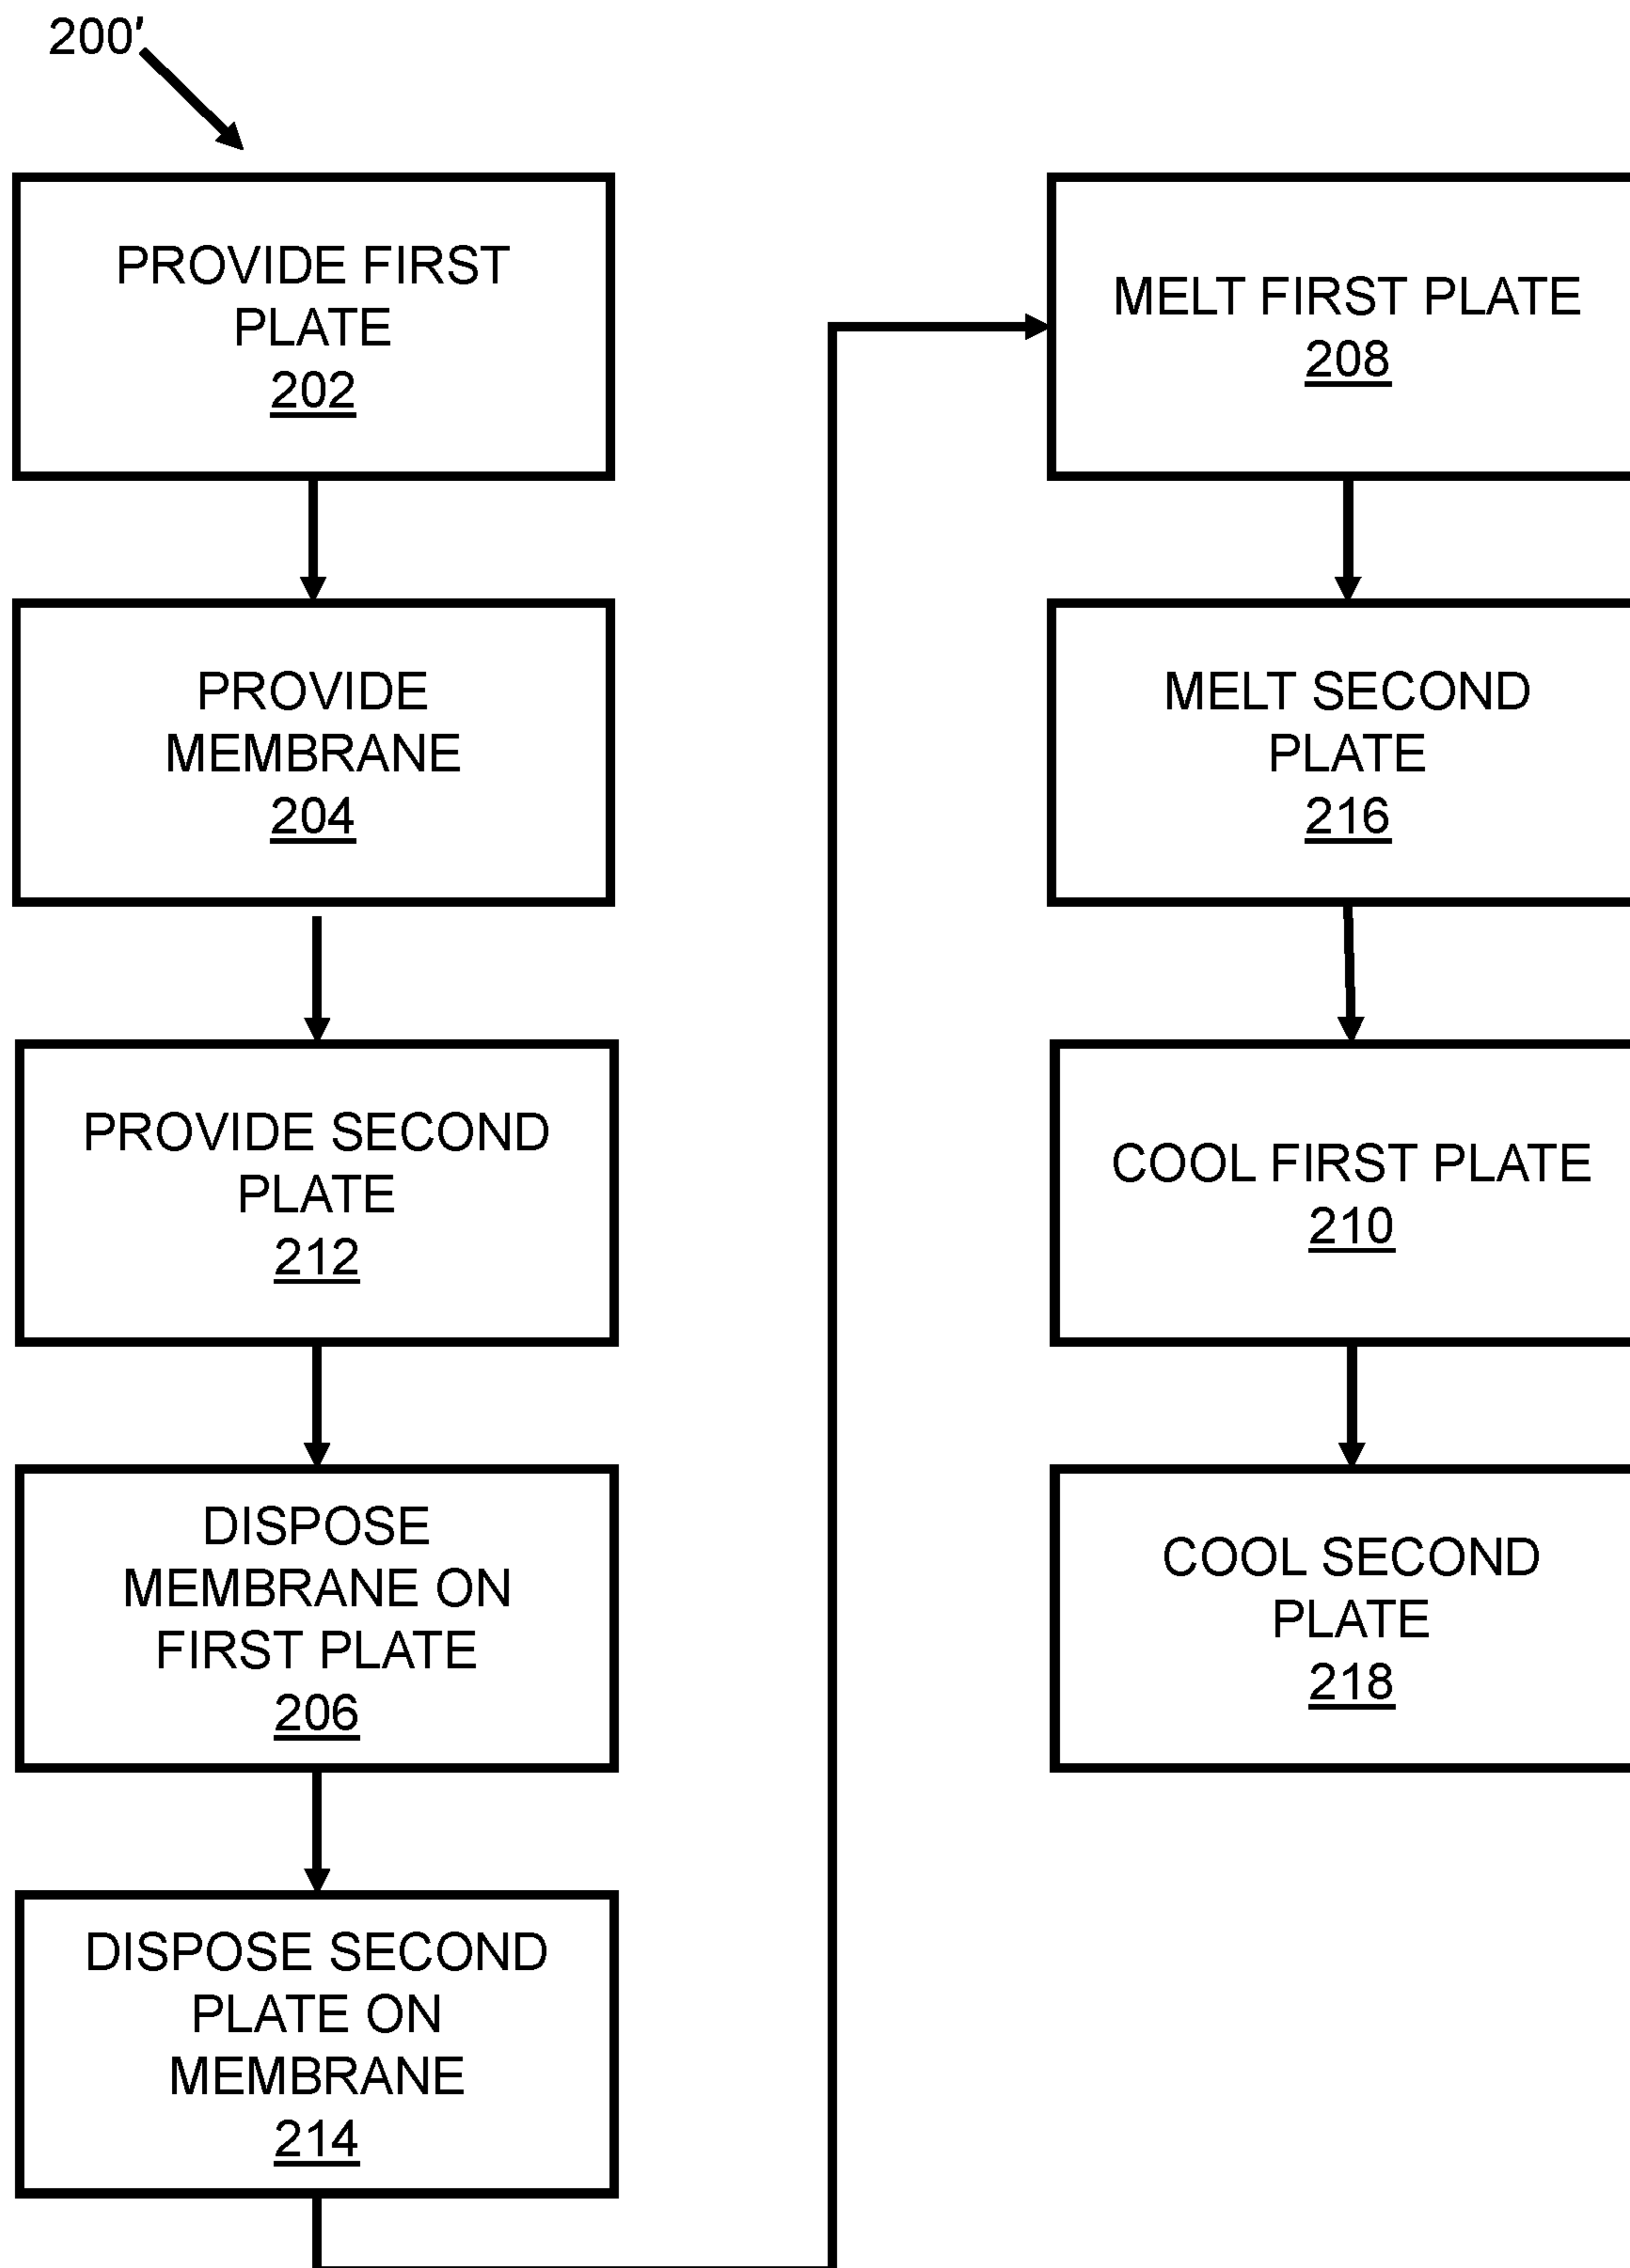 200'
PROVIDE FIRST
PLATE
202
PROVIDE
MEMBRANE
204
PROVIDE SECOND
PLATE
212
DISPOSE
MEMBRANE ON
FIRST PLATE
206
DISPOSE SECOND
PLATE ON
MEMBRANE
214
MELT FIRST PLATE
208
MELT SECOND
PLATE
216
COOL FIRST PLATE
210
COOL SECOND
PLATE
218